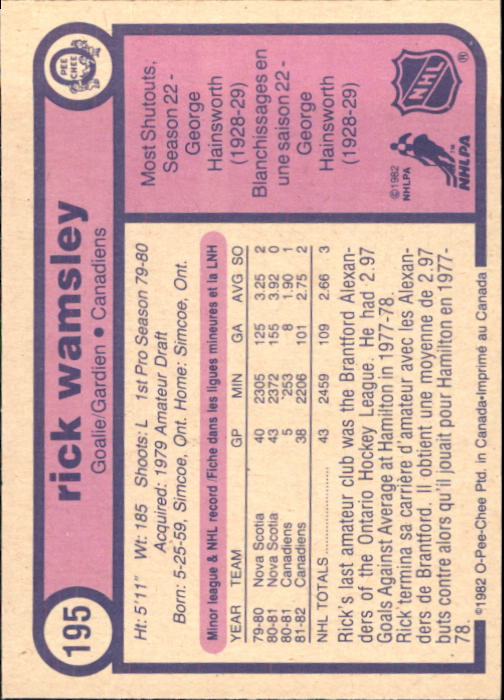 195
rick wamsley
Goalie/Gardien • Canadiens
O PEE CHEE
Ht: 5'11" Wt: 185 Shoots: L 1st Pro Season 79-80
Acquired: 1979 Amateur Draft
Born: 5-25-59, Simcoe, Ont. Home: Simcoe, Ont.
Minor league & NHL record/Fiche dans les ligues mineures et la LNH
YEAR TEAM GP MIN GA AVG SO
79-80 Nova Scotia 40 2305 125 3.25 2
80-81 Nova Scotia 43 2372 155 3.92 0
80-81 Canadiens 5 253 8 1.90 1
81-82 Canadiens 38 2206 101 2.75 2
NHL TOTALS .................... 43 2459 109 2.66 3
Rick's last amateur club was the Brantford Alexan-
ders of the Ontario Hockey League. He had 2.97
Goals Against Average at Hamilton in 1977-78.
Rick termina sa carrière d'amateur avec les Alexan-
ders de Brantford. Il obtient une moyenne de 2.97
buts contre alors qu'il jouait pour Hamilton en 1977-
78.
©1982 O-Pee-Chee Ptd. in Canada-Imprimé au Canada
Most Shutouts,
Season 22 -
George
Hainsworth
(1928-29)
Blanchissages en
une saison 22 -
George
Hainsworth
(1928-29)
©1982
NHLPA
NHLPA™
NHL®